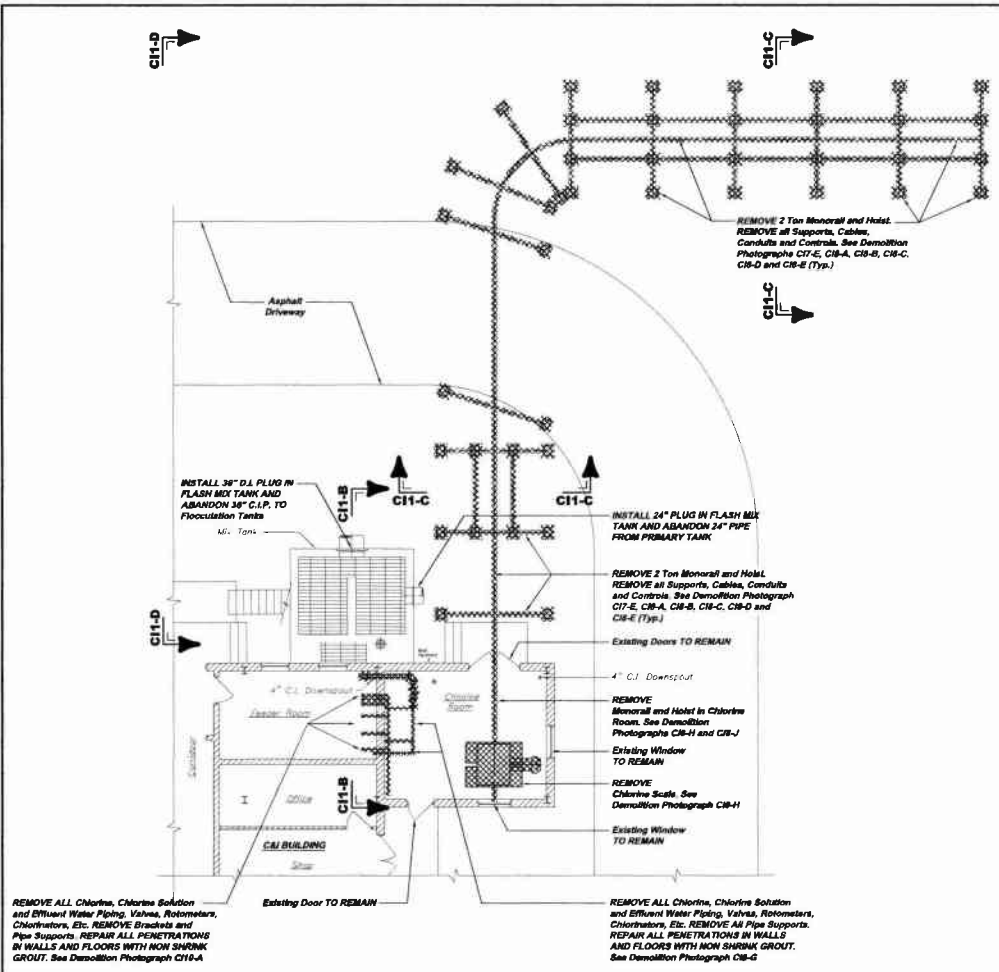 CI1-D
CI1-C
REMOVE 2 Ton Monorail and Hoist.
REMOVE all Supports, Cables,
Conduits and Controls. See Demolition
Photographs CI7-E, CI8-A, CI8-B, CI8-C,
CI8-D and CI8-E (Typ.)
CI1-C
Asphalt
Driveway
INSTALL 36" D.I. PLUG IN
FLASH MIX TANK AND
ABANDON 36" C.I.P. TO
Flocculation Tanks
Mix Tank
CI1-B
CI1-C
CI1-C
INSTALL 24" PLUG IN FLASH MIX
TANK AND ABANDON 24" PIPE
FROM PRIMARY TANK
REMOVE 2 Ton Monorail and Hoist.
REMOVE all Supports, Cables, Conduits
and Controls. See Demolition Photograph
CI7-E, CI8-A, CI8-B, CI8-C, CI8-D and
CI8-E (Typ.)
CI1-D
Existing Doors TO REMAIN
4" C.I. Downspout
4" C.I. Downspout
Feeder Room
Chlorine
Room
REMOVE
Monorail and Hoist in Chlorine
Room. See Demolition
Photographs CI8-H and CI8-J
Corridor
Existing Window
TO REMAIN
Office
CI1-B
REMOVE
Chlorine Scale. See
Demolition Photograph CI8-H
Existing Window
TO REMAIN
C&I BUILDING
Shop
REMOVE ALL Chlorine, Chlorine Solution
and Effluent Water Piping, Valves, Rotometers,
Chlorinators, Etc. REMOVE Brackets and
Pipe Supports. REPAIR ALL PENETRATIONS
IN WALLS AND FLOORS WITH NON SHRINK
GROUT. See Demolition Photograph CI10-A
Existing Door TO REMAIN
REMOVE ALL Chlorine, Chlorine Solution
and Effluent Water Piping, Valves, Rotometers,
Chlorinators, Etc. REMOVE All Pipe Supports.
REPAIR ALL PENETRATIONS IN WALLS
AND FLOORS WITH NON SHRINK GROUT.
See Demolition Photograph CI8-G